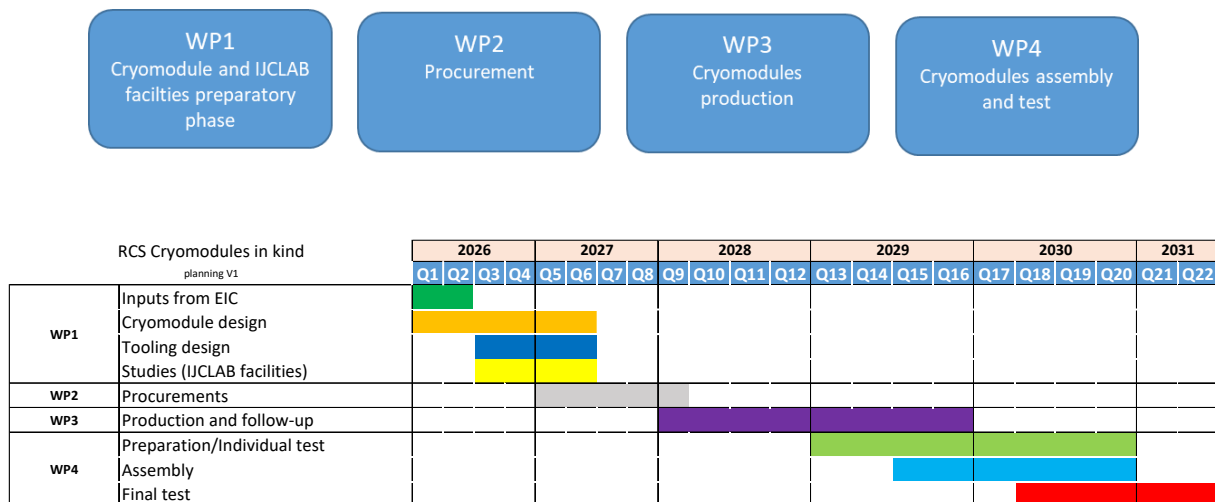 WP1
Cryomodule and IJCLAB
facilties preparatory
phase
WP2
Procurement
WP3
Cryomodules
production
WP4
Cryomodules assembly
and test
RCS Cryomodules in kind
planning V1
2026 2027 2028 2029 2030 2031
Q1 Q2 Q3 Q4 Q5 Q6 Q7 Q8 Q9 Q10 Q11 Q12 Q13 Q14 Q15 Q16 Q17 Q18 Q19 Q20 Q21 Q22
WP1
Inputs from EIC
Cryomodule design
Tooling design
Studies (IJCLAB facilities)
WP2 Procurements
WP3 Production and follow-up
WP4
Preparation/Individual test
Assembly
Final test